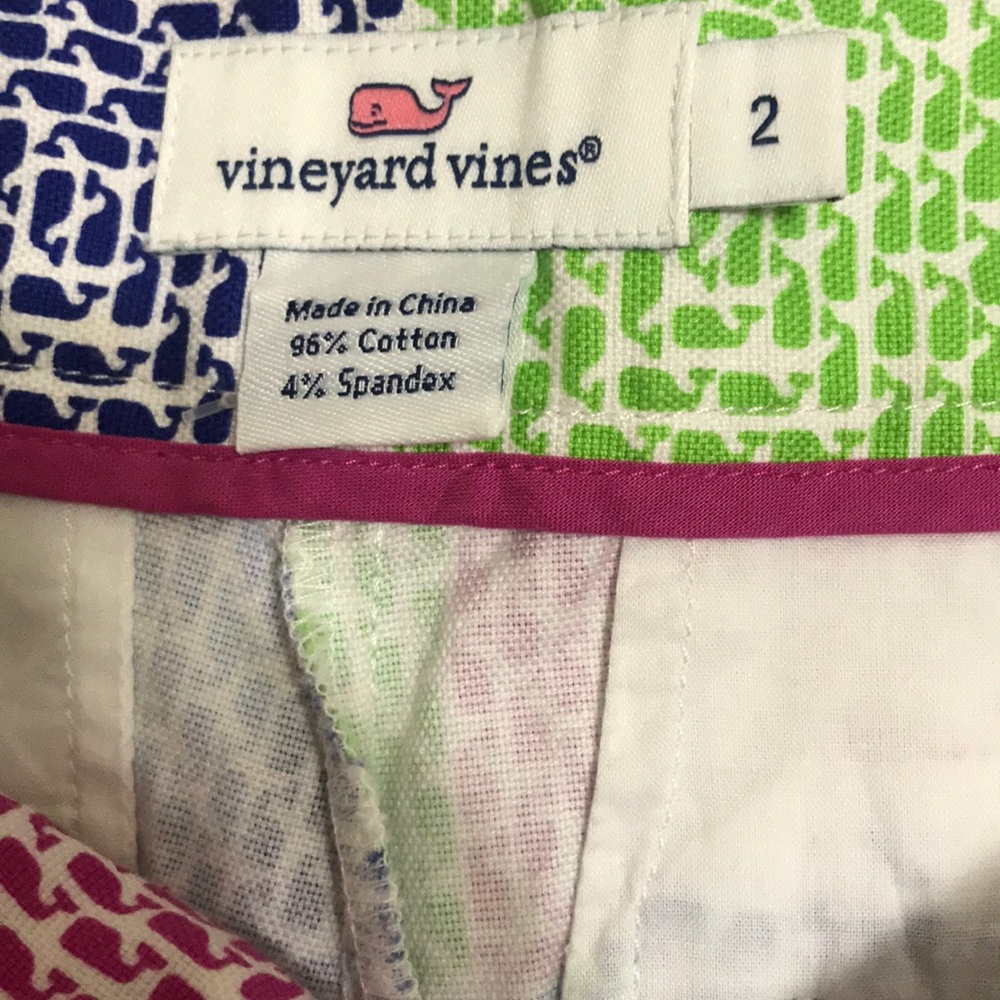 vineyard vines®
2
Made in China
96% Cotton
4% Spandex